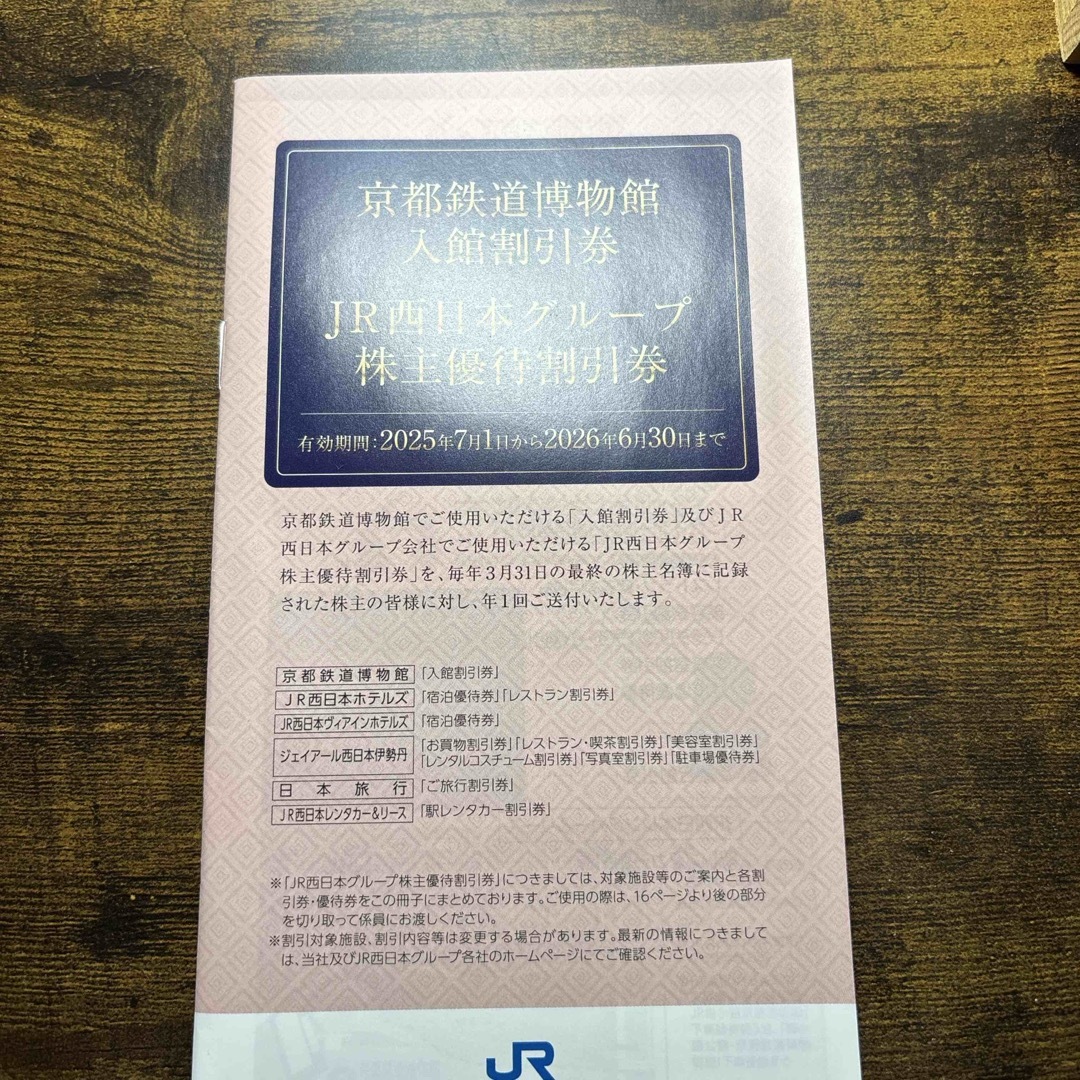 京都鉄道博物館
入館割引券
JR西日本グループ
株主優待割引券
有効期間：2025年7月1日から2026年6月30日まで
京都鉄道博物館でご使用いただける「入館割引券」及びJR
西日本グループ会社でご使用いただける「JR西日本グループ
株主優待割引券」を、毎年3月31日の最終の株主名簿に記録
された株主の皆様に対し、年1回ご送付いたします。
京都鉄道博物館 「入館割引券」
JR西日本ホテルズ 「宿泊優待券」「レストラン割引券」
JR西日本ヴィアインホテルズ 「宿泊優待券」
ジェイアール西日本伊勢丹 「お買物割引券」「レストラン・喫茶割引券」「美容室割引券」
「レンタルコスチューム割引券」「写真室割引券」「駐車場優待券」
日本旅行 「ご旅行割引券」
JR西日本レンタカー&リース 「駅レンタカー割引券」
※「JR西日本グループ株主優待割引券」につきましては、対象施設等のご案内と各割
引券・優待券をこの冊子にまとめております。ご使用の際は、16ページより後の部分
を切り取って係員にお渡しください。
※割引対象施設、割引内容等は変更する場合があります。最新の情報につきまして
は、当社及びJR西日本グループ各社のホームページにてご確認ください。
JR